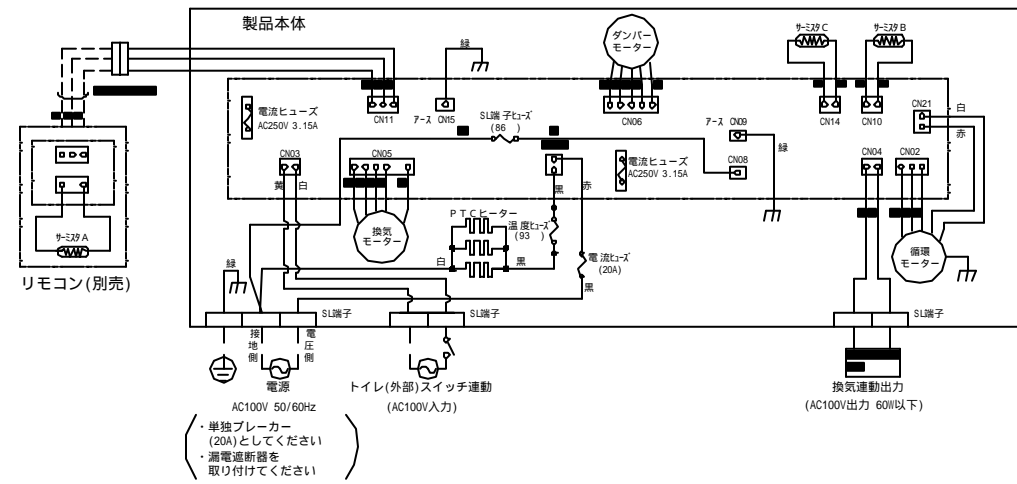 製品本体
ダンバー
モーター
サーミスタC
サーミスタB
緑
電流ヒューズ
AC250V 3.15A
CN11
アース
CN15
SL端子ヒューズ
(86 )
CN06
アース
CN09
CN14
CN10
CN21
白
赤
緑
CN03
CN05
電流ヒューズ
AC250V 3.15A
CN08
CN04
CN02
黄
白
黒
赤
換気
モーター
PTCヒーター
温度ヒューズ
(93 )
サーミスタA
リモコン(別売)
白
黒
電流ヒューズ
(20A)
循環
モーター
緑
黒
SL端子
SL端子
SL端子
接地側
電圧側
電源
AC100V 50/60Hz
・単独ブレーカー
(20A)としてください
・漏電遮断器を
取り付けてください
トイレ(外部)スイッチ連動
(AC100V入力)
換気連動出力
(AC100V出力 60W以下)